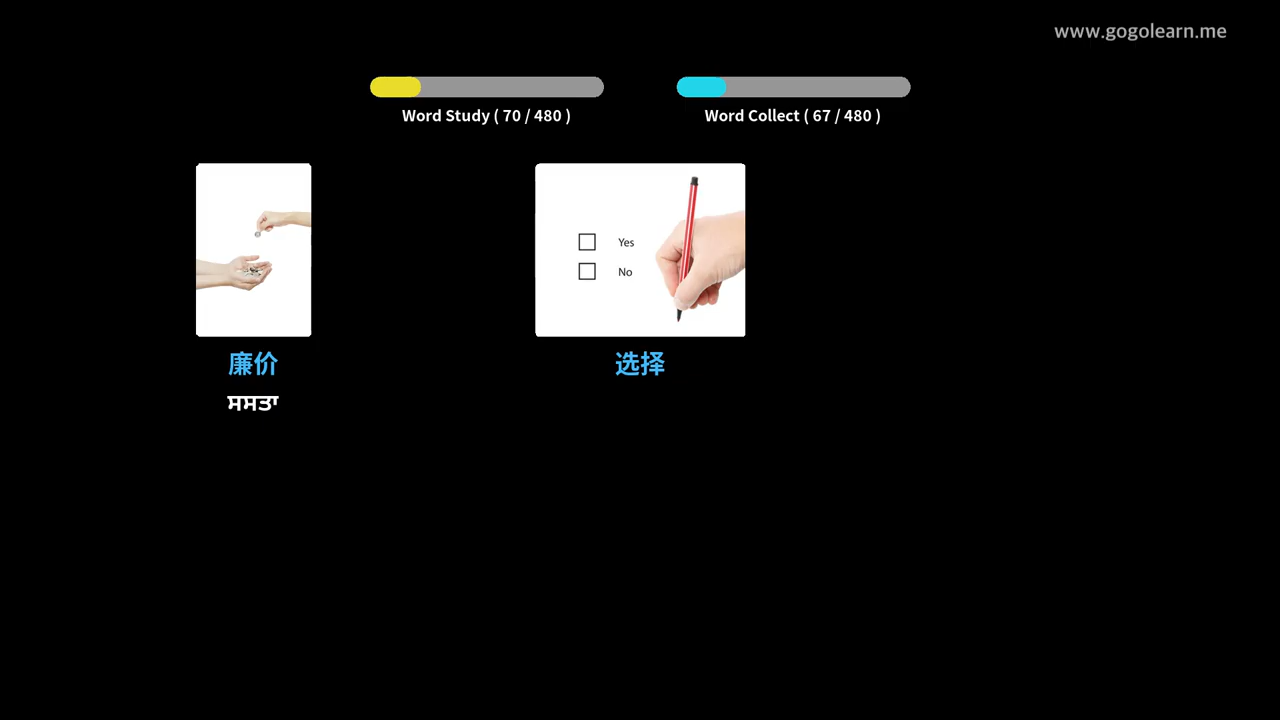 www.gogolearn.me
Word Study ( 70 / 480 )
Word Collect ( 67 / 480 )
Yes
No
廉价
选择
ਸਸਤਾ